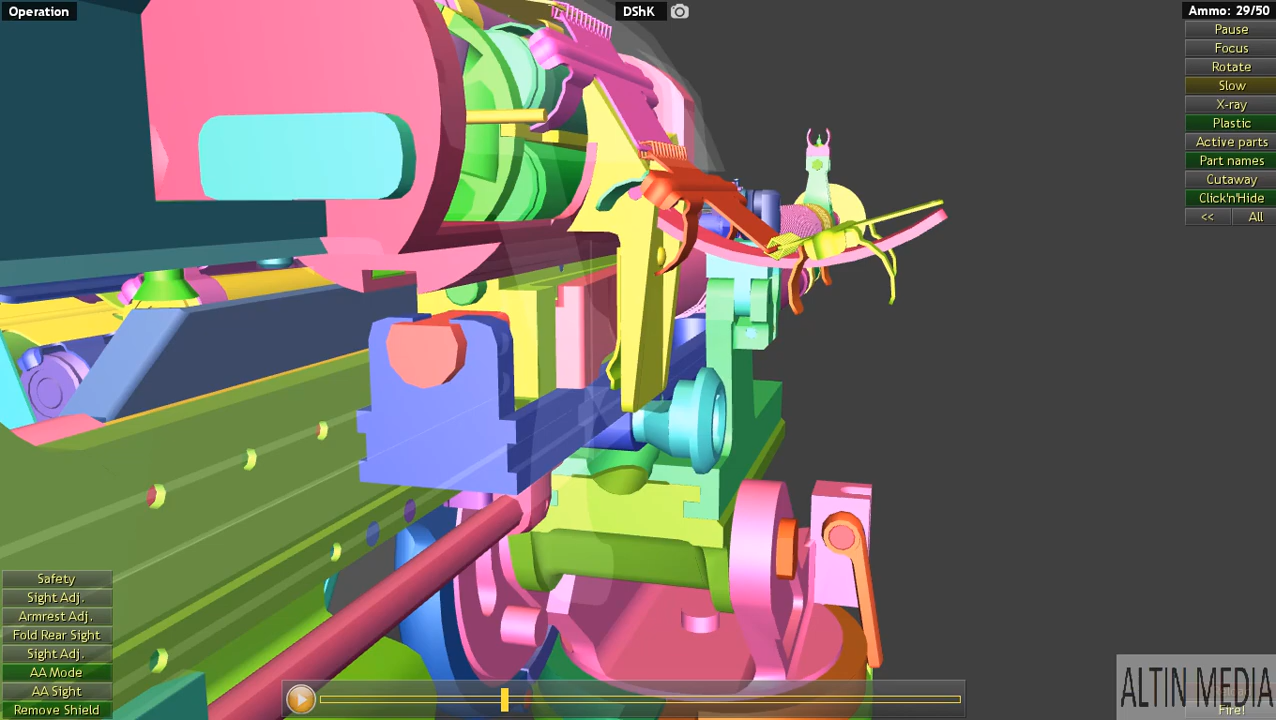 Operation
DShK
Ammo: 29/50
Pause
Focus
Rotate
Slow
X-ray
Plastic
Active parts
Part names
Cutaway
Click'n'Hide
<< All
Safety
Sight Adj.
Armrest Adj.
Fold Rear Sight
Sight Adj.
AA Mode
AA Sight
Remove Shield
ALTIN MEDIA
Fire!